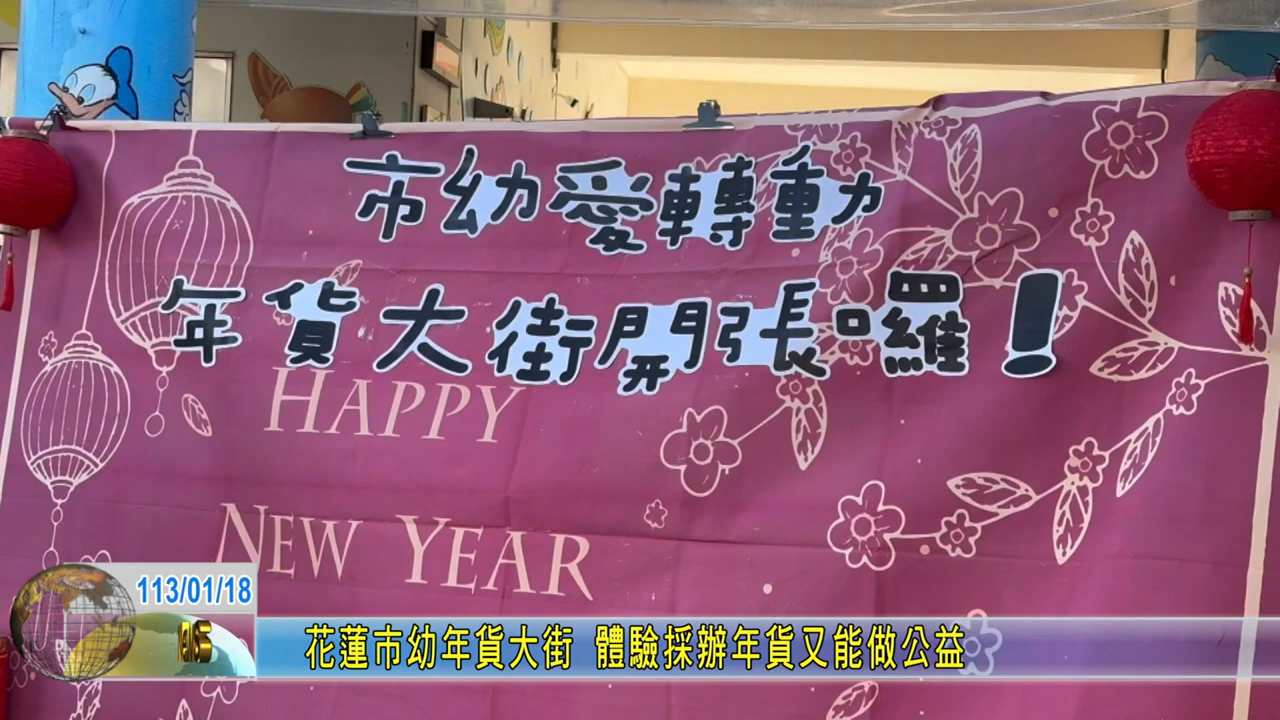 市幼愛轉動
年貨大街開張囉!
HAPPY
NEW YEAR
113/01/18
花蓮市幼年貨大街 體驗採辦年貨又能做公益